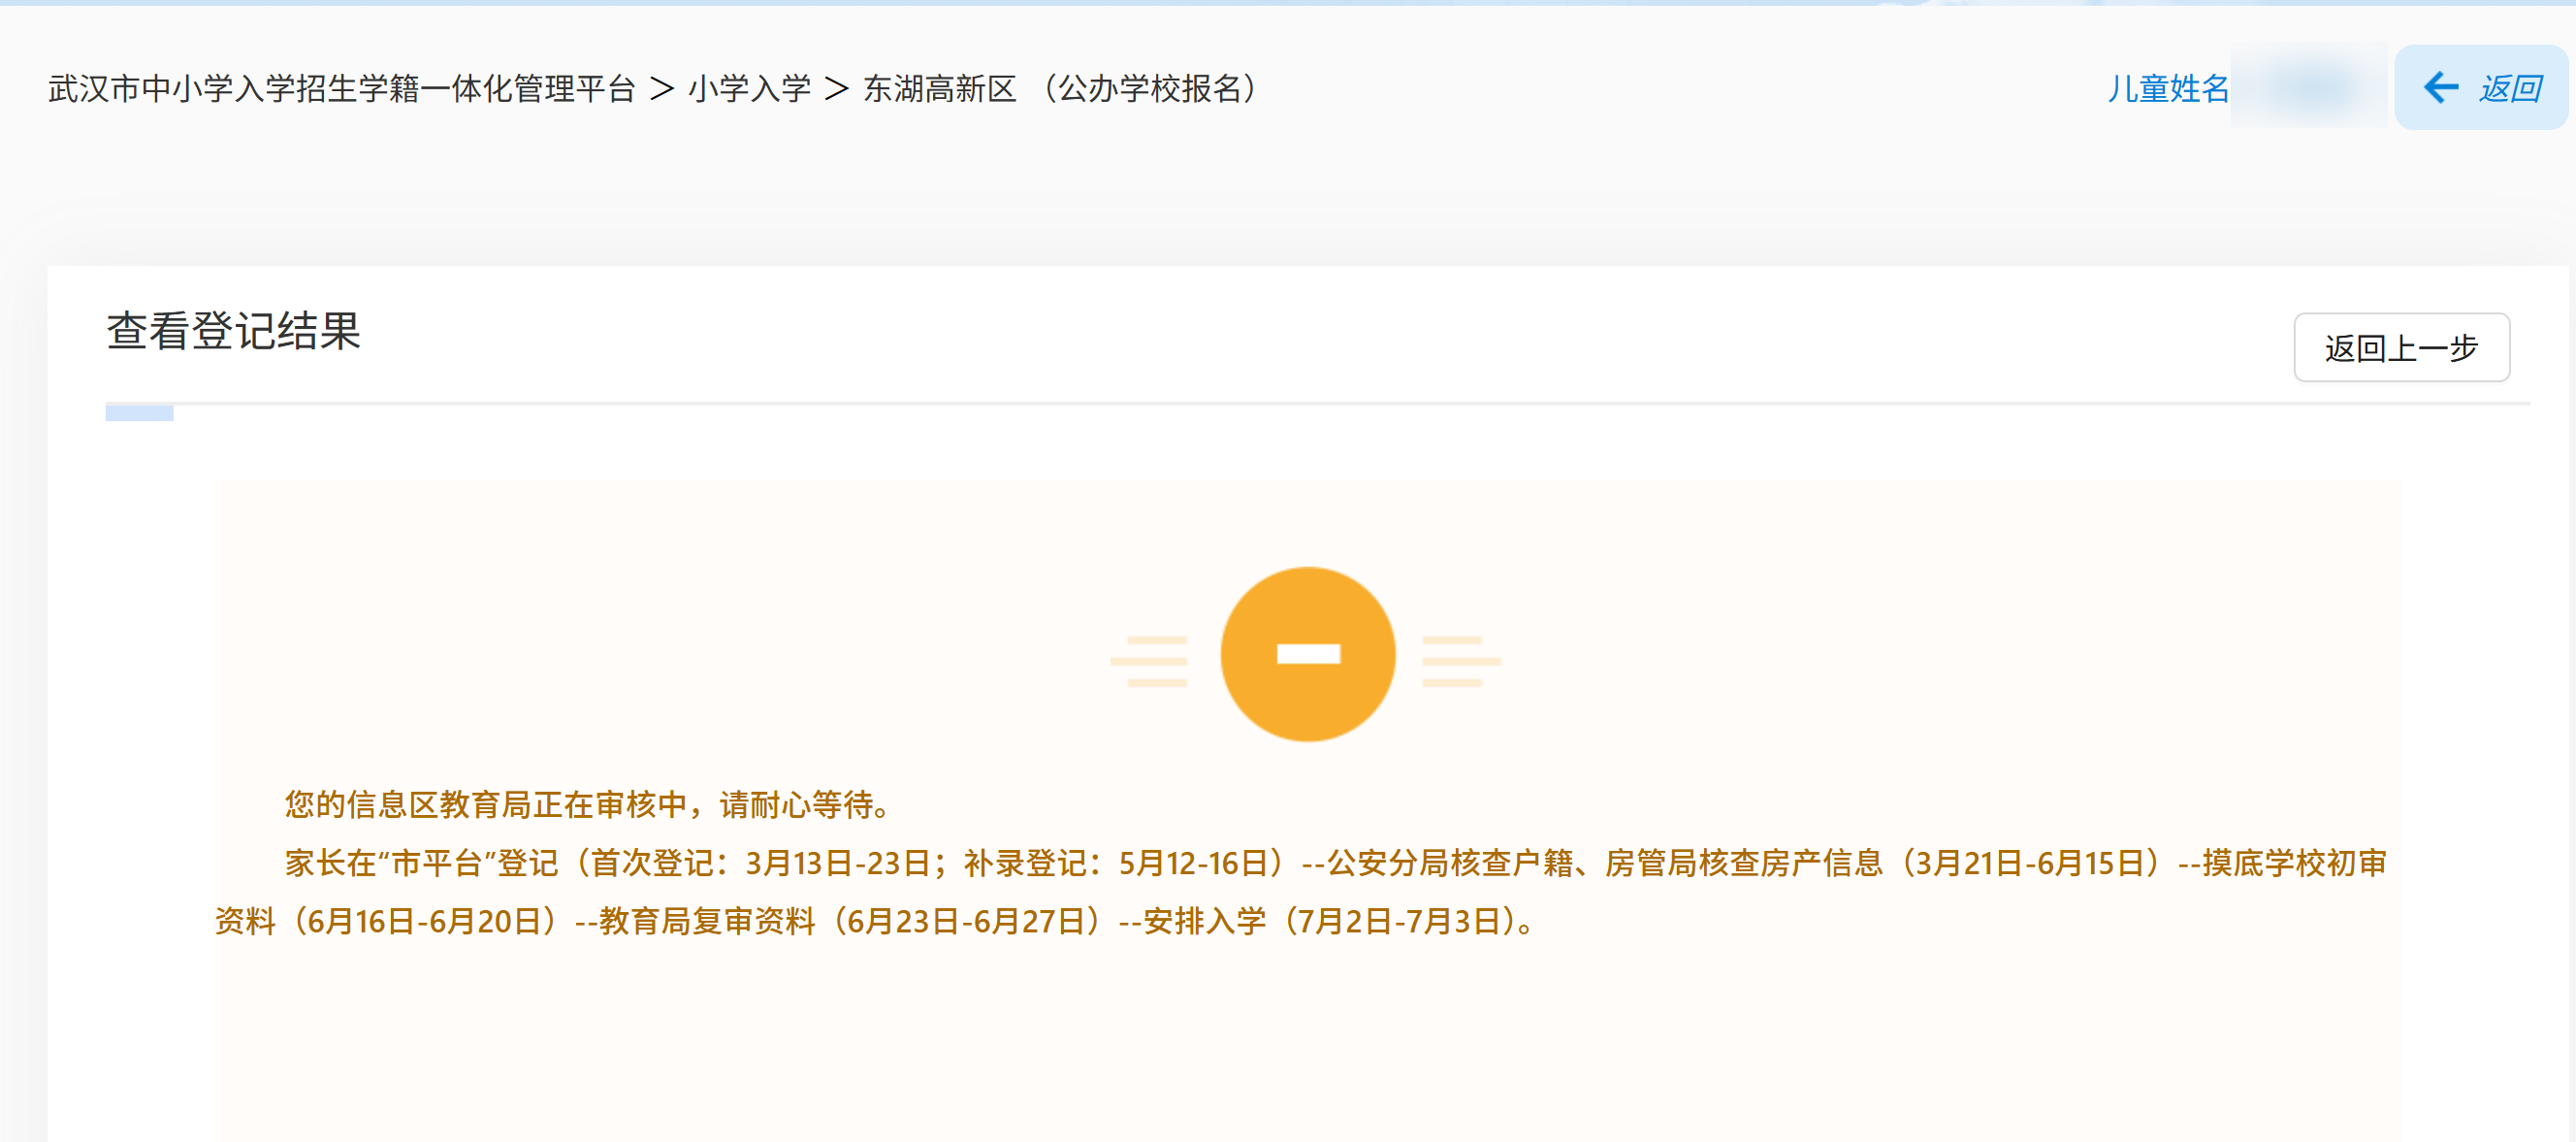 武汉市中小学入学招生学籍一体化管理平台 > 小学入学 > 东湖高新区 （公办学校报名）
儿童姓名
返回
查看登记结果
返回上一步
您的信息区教育局正在审核中，请耐心等待。
家长在“市平台”登记（首次登记：3月13日-23日；补录登记：5月12-16日）--公安分局核查户籍、房管局核查房产信息（3月21日-6月15日）--摸底学校初审
资料（6月16日-6月20日）--教育局复审资料（6月23日-6月27日）--安排入学（7月2日-7月3日）。